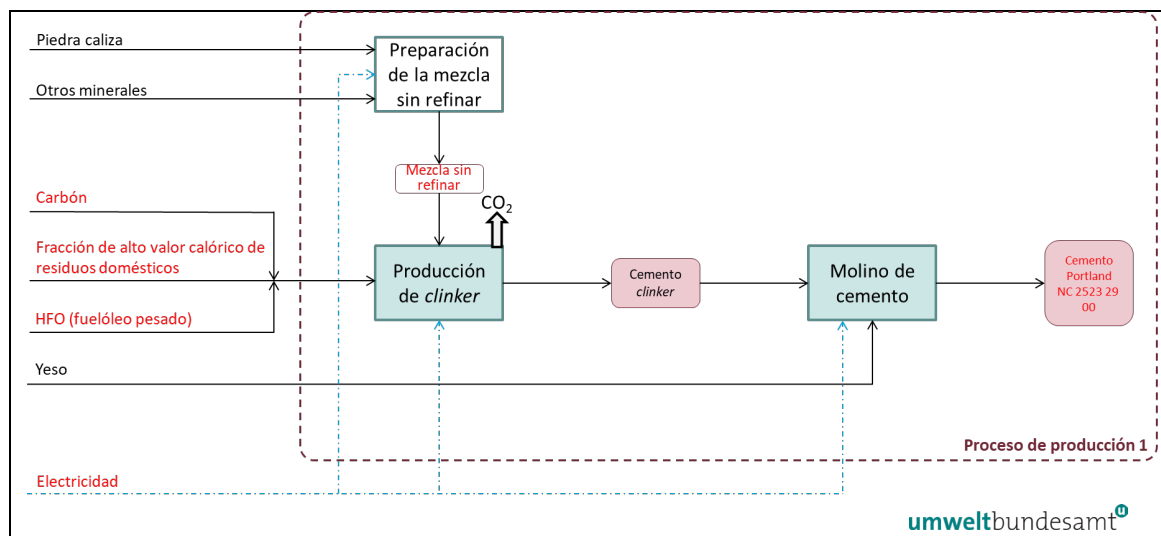 Piedra caliza
Otros minerales
Preparación
de la mezcla
sin refinar
Mezcla sin
refinar
CO2
Carbón
Fracción de alto valor calórico de
residuos domésticos
HFO (fuelóleo pesado)
Producción
de clinker
Cemento
clinker
Molino de
cemento
Cemento
Portland
NC 2523 29
00
Yeso
Proceso de producción 1
Electricidad
umweltbundesamt
u